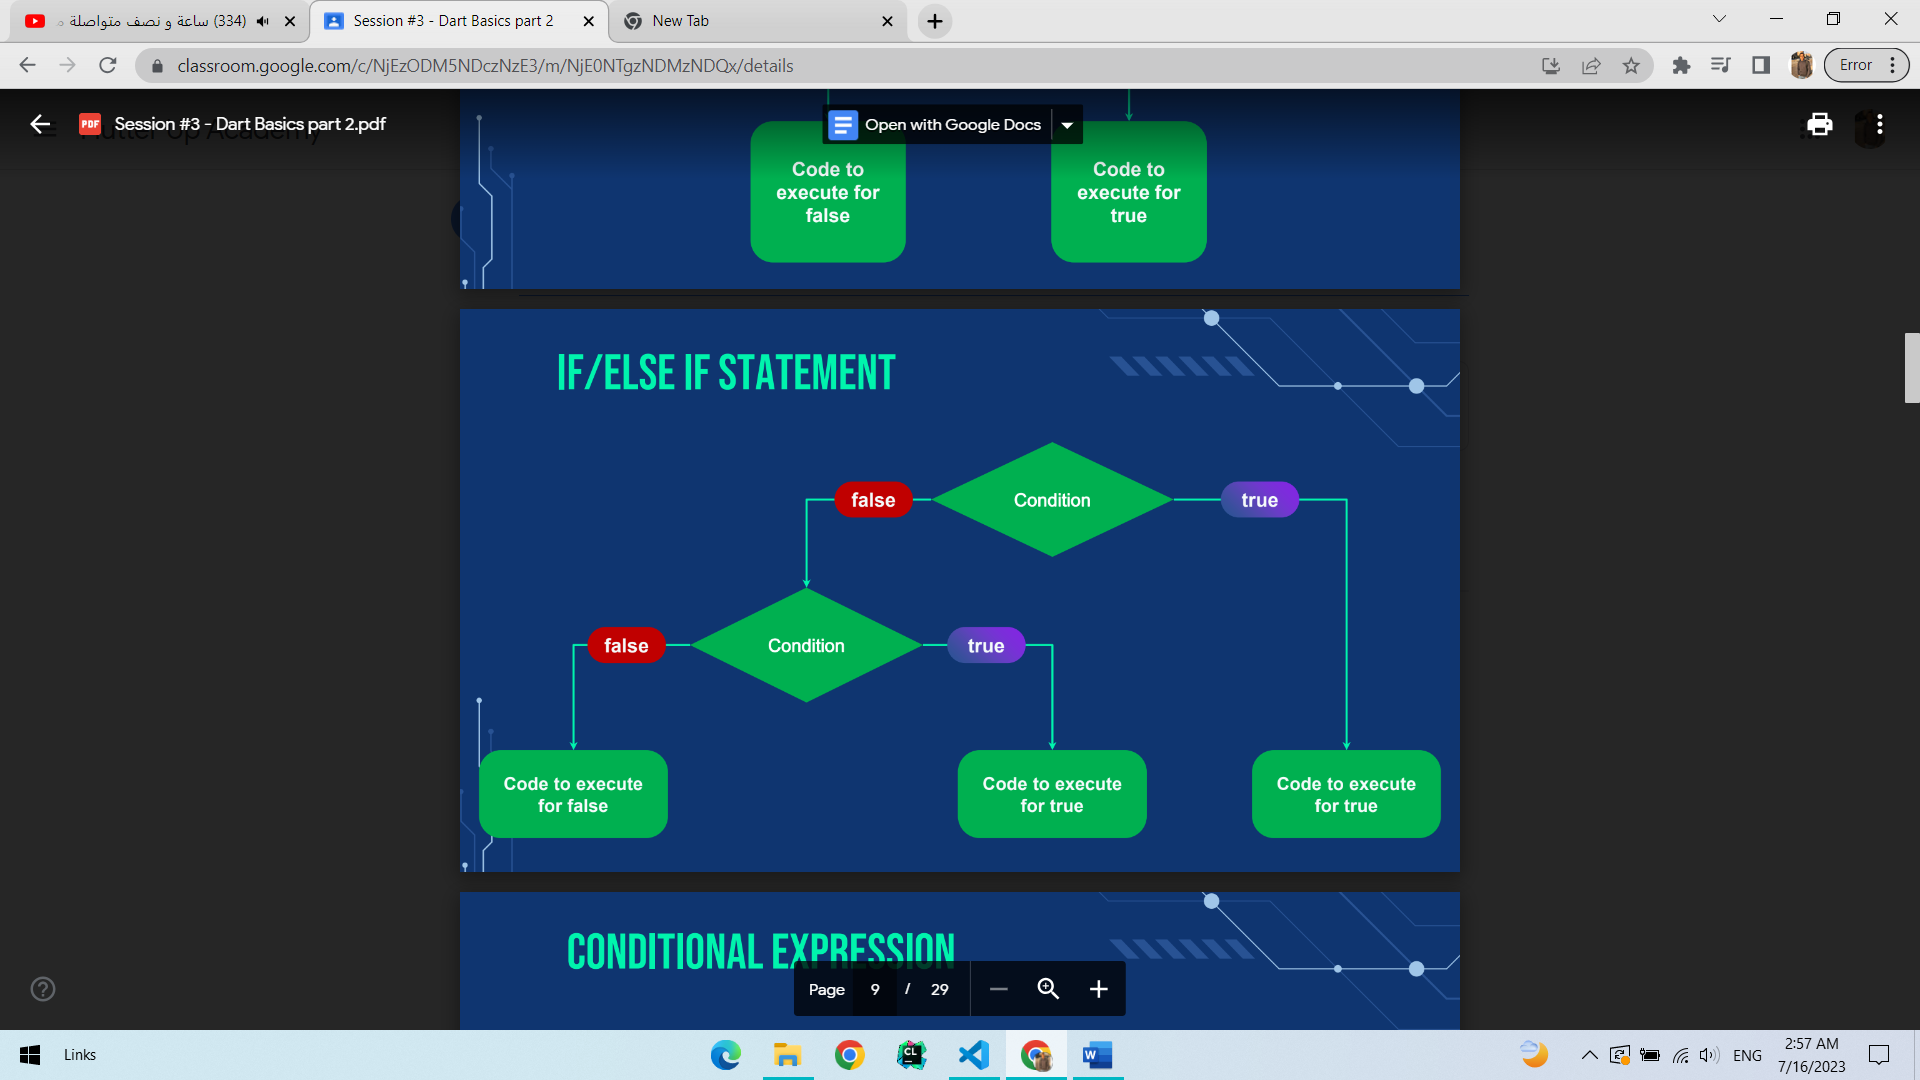 (334) ساعة و نصف متواصلة
Session #3 - Dart Basics part 2
New Tab
classroom.google.com/c/NjEzODM5NDczNzE3/m/NjE0NTgzNDMzNDQx/details
Error
PDF
Session #3 - Dart Basics part 2.pdf
Open with Google Docs
Code to
execute for
false
Code to
execute for
true
IF/ELSE IF STATEMENT
false
Condition
true
false
Condition
true
Code to execute
for false
Code to execute
for true
Code to execute
for true
CONDITIONAL EXPRESSION
Page 9 / 29
Links
CL
W
ENG
2:57 AM
7/16/2023